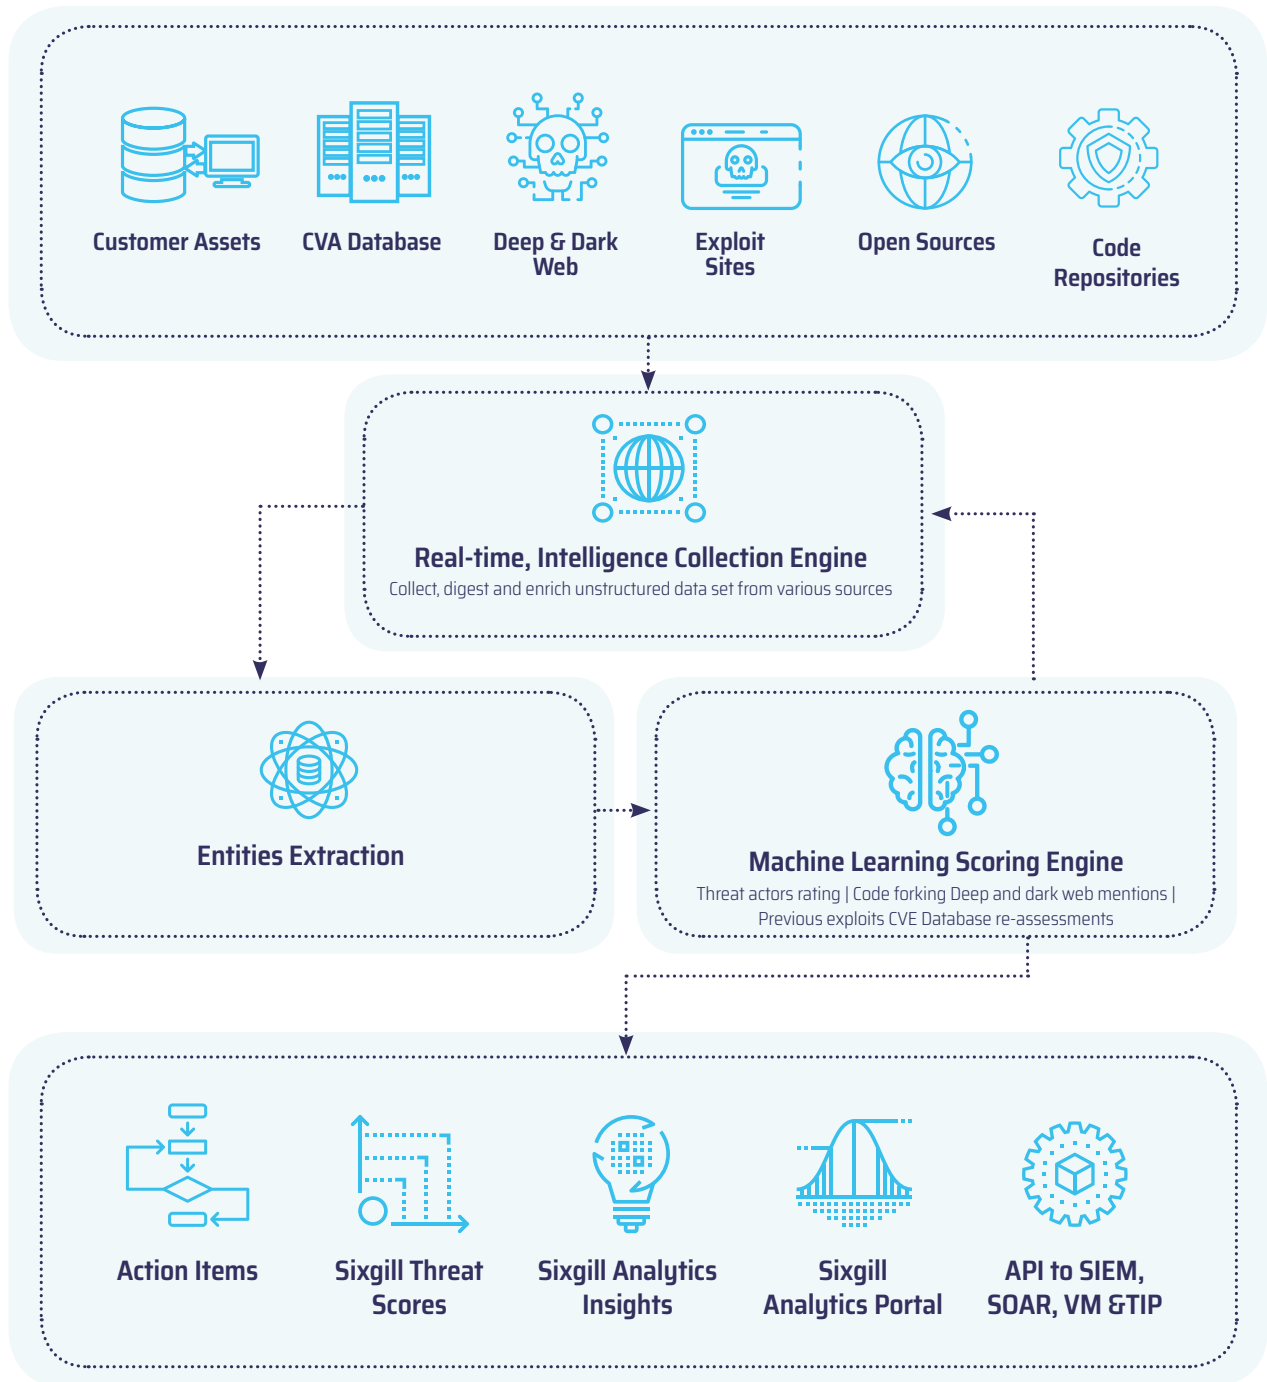 Customer Assets
CVA Database
Deep & Dark
Web
Exploit
Sites
Open Sources
Code
Repositories
Real-time, Intelligence Collection Engine
Collect, digest and enrich unstructured data set from various sources
Entities Extraction
Machine Learning Scoring Engine
Threat actors rating | Code forking Deep and dark web mentions |
Previous exploits CVE Database re-assessments
Action Items
Sixgill Threat
Scores
Sixgill Analytics
Insights
Sixgill
Analytics Portal
API to SIEM,
SOAR, VM &TIP